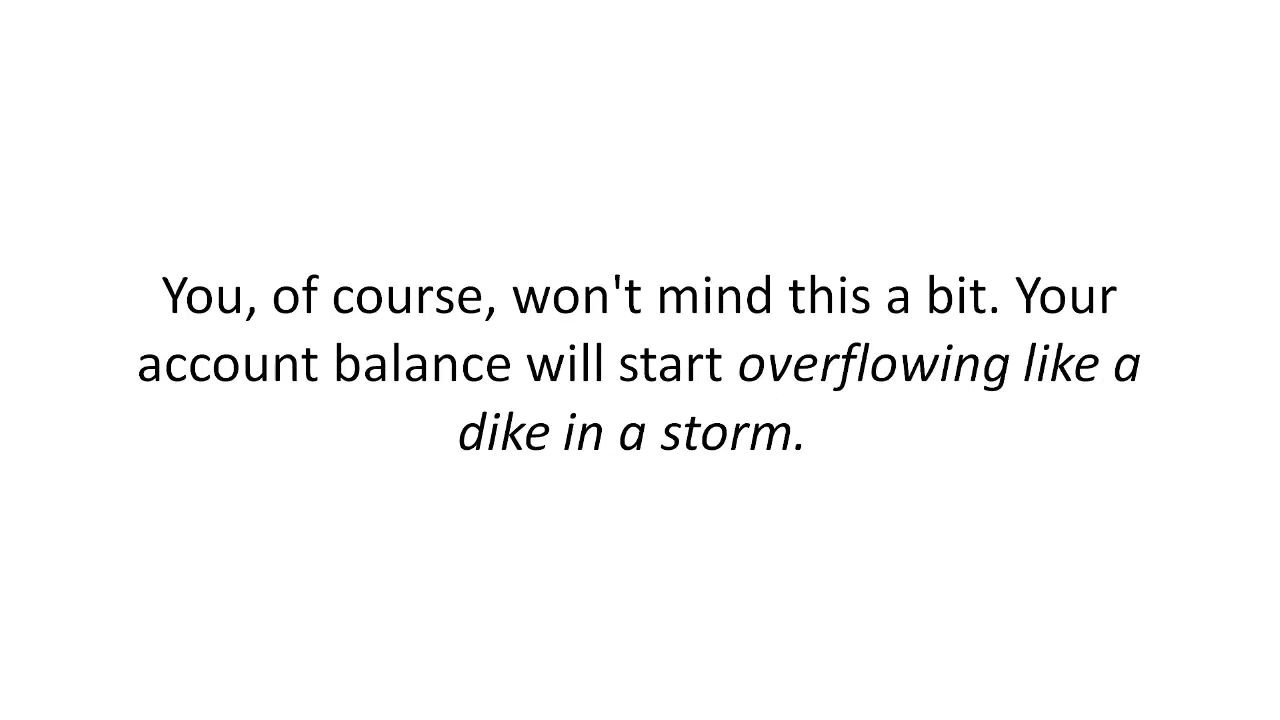 You, of course, won't mind this a bit. Your
account balance will start overflowing like a
dike in a storm.